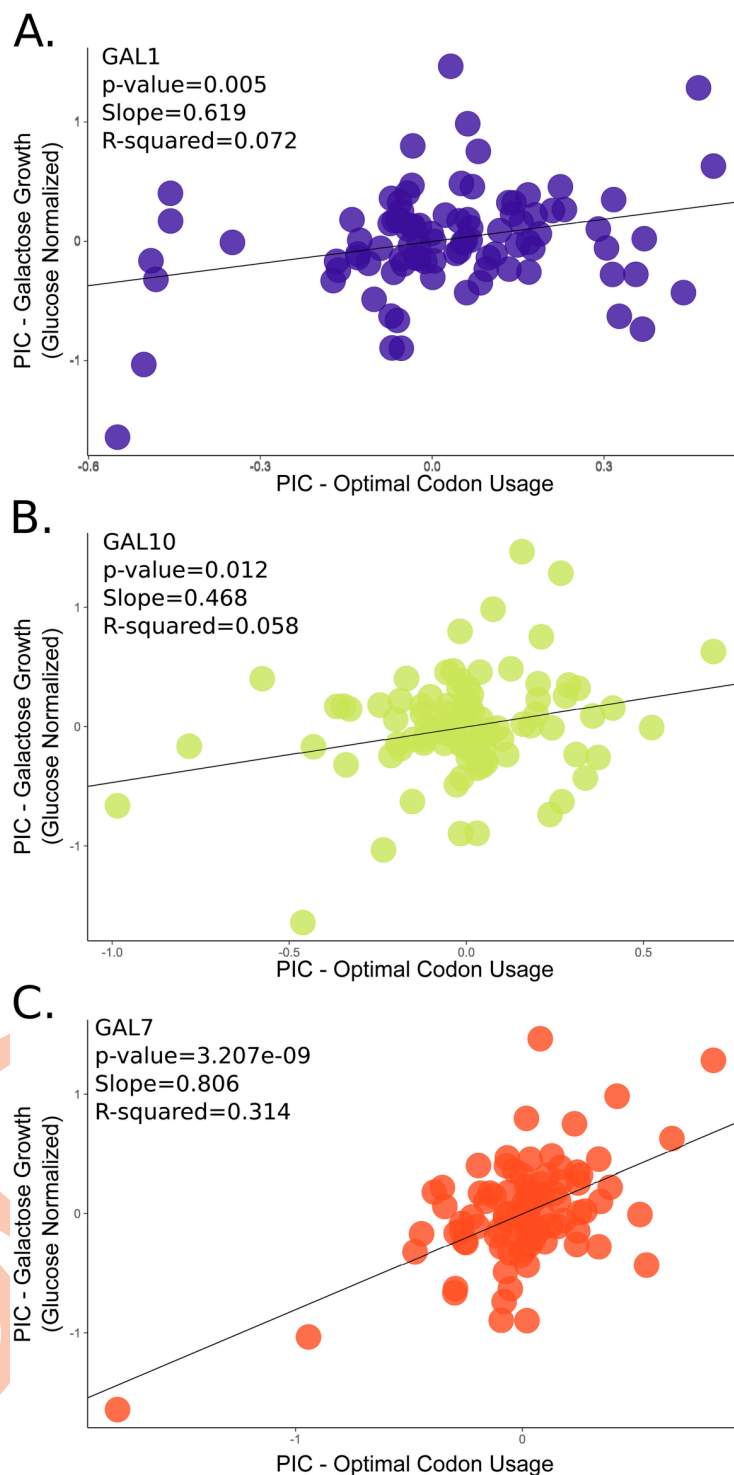 A.
GAL1
p-value=0.005
Slope=0.619
R-squared=0.072
PIC - Galactose Growth
(Glucose Normalized)
1
0
-1
-0.6
-0.3
0.0
0.3
PIC - Optimal Codon Usage
B.
GAL10
p-value=0.012
Slope=0.468
R-squared=0.058
PIC - Galactose Growth
(Glucose Normalized)
1
0
-1
-1.0
-0.5
0.0
0.5
PIC - Optimal Codon Usage
C.
GAL7
p-value=3.207e-09
Slope=0.806
R-squared=0.314
PIC - Galactose Growth
(Glucose Normalized)
1
0
-1
-1
0
PIC - Optimal Codon Usage